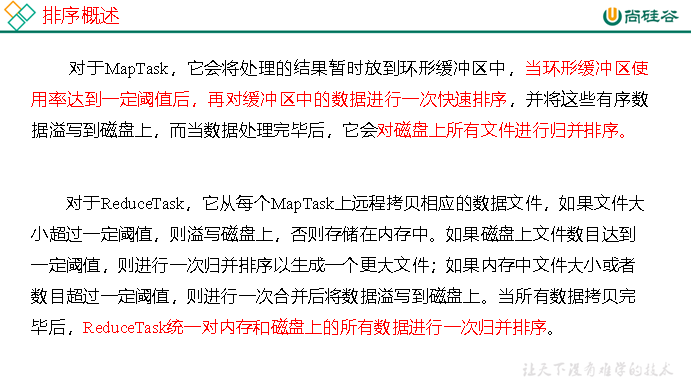 排序概述
尚硅谷
对于MapTask，它会将处理的结果暂时放到环形缓冲区中，当环形缓冲区使
用率达到一定阈值后，再对缓冲区中的数据进行一次快速排序，并将这些有序数
据溢写到磁盘上，而当数据处理完毕后，它会对磁盘上所有文件进行归并排序。
对于ReduceTask，它从每个MapTask上远程拷贝相应的数据文件，如果文件大
小超过一定阈值，则溢写磁盘上，否则存储在内存中。如果磁盘上文件数目达到
一定阈值，则进行一次归并排序以生成一个更大文件；如果内存中文件大小或者
数目超过一定阈值，则进行一次合并后将数据溢写到磁盘上。当所有数据拷贝完
毕后，ReduceTask统一对内存和磁盘上的所有数据进行一次归并排序。
让天下没有难学的技术